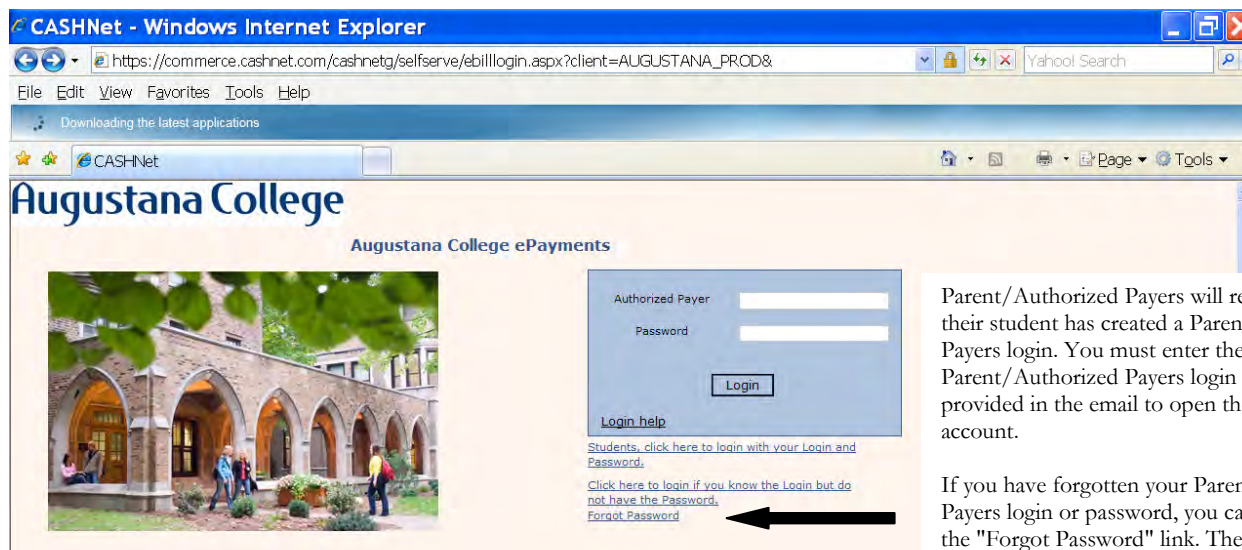 CASHNet - Windows Internet Explorer
https://commerce.cashnet.com/cashnetg/selfserve/ebilllogin.aspx?client=AUGUSTANA_PROD&
Yahoo! Search
File Edit View Favorites Tools Help
Downloading the latest applications
CASHNet
Page Tools
Augustana College
Augustana College ePayments
Authorized Payer
Password
Login
Login help
Students, click here to login with your Login and
Password.
Click here to login if you know the Login but do
not have the Password.
Forgot Password
Parent/Authorized Payers will re
their student has created a Paren
Payers login. You must enter the
Parent/Authorized Payers login
provided in the email to open th
account.
If you have forgotten your Paren
Payers login or password, you ca
the "Forgot Password" link. The